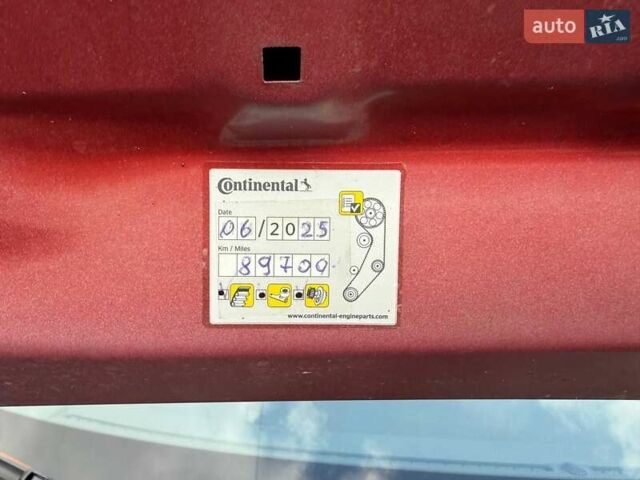 auto RIA.com
Continental
Date
06/2025
Km / Miles
89700
www.continental-engineparts.com